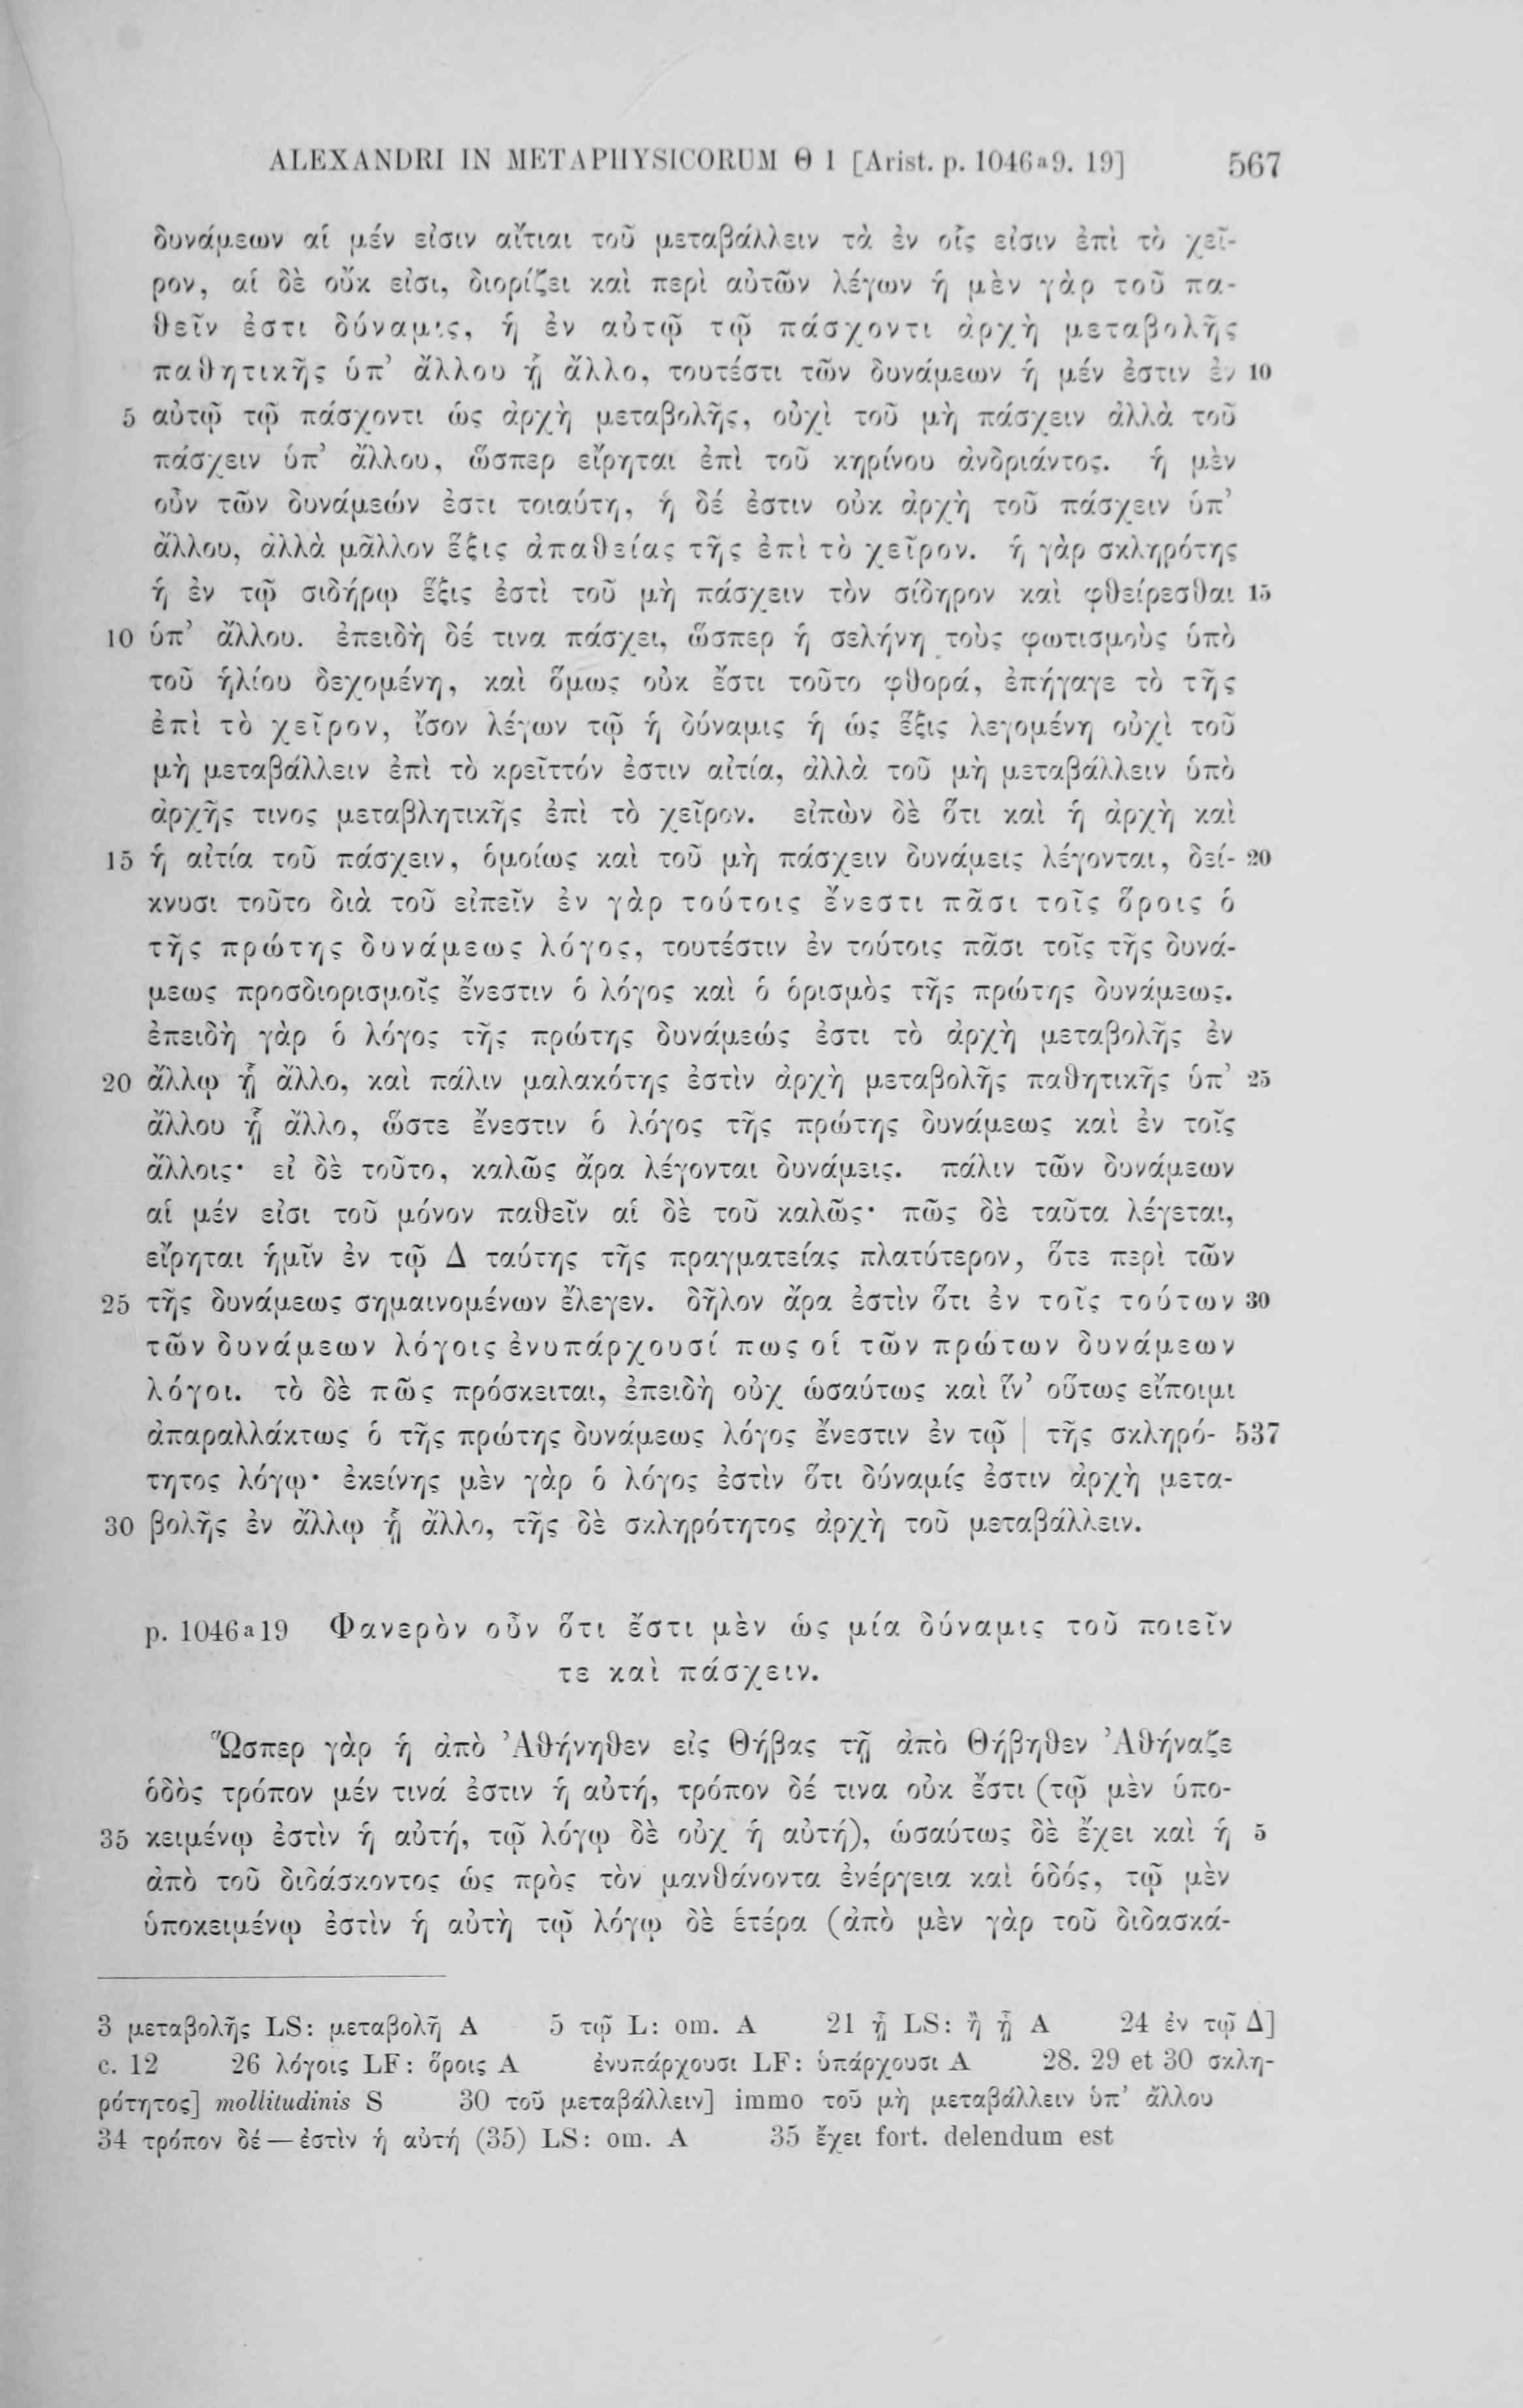 ALEXANDRI IN METAPHYSICORUM Θ 1 [Arist. p. 1046ᵃ9. 19] 567
δυνάμεων αἱ μέν εἰσιν αἴτιαι τοῦ μεταβάλλειν τὰ ἐν οἷς εἰσιν ἐπὶ τὸ χεῖ-
ρον, αἱ δὲ οὔκ εἰσι, διορίζει καὶ περὶ αὐτῶν λέγων ἡ μὲν γὰρ τοῦ πα-
θεῖν ἐστι δύναμις, ἡ ἐν αὐτῷ τῷ πάσχοντι ἀρχὴ μεταβολῆς
παθητικῆς ὑπ’ ἄλλου ᾗ ἄλλο, τουτέστι τῶν δυνάμεων ἡ μέν ἐστιν ἐν 10
5 αὐτῷ τῷ πάσχοντι ὡς ἀρχὴ μεταβολῆς, οὐχὶ τοῦ μὴ πάσχειν ἀλλὰ τοῦ
πάσχειν ὑπ’ ἄλλου, ὥσπερ εἴρηται ἐπὶ τοῦ κηρίνου ἀνδριάντος. ἡ μὲν
οὖν τῶν δυνάμεών ἐστι τοιαύτη, ἡ δέ ἐστιν οὐκ ἀρχὴ τοῦ πάσχειν ὑπ’
ἄλλου, ἀλλὰ μᾶλλον ἕξις ἀπαθείας τῆς ἐπὶ τὸ χεῖρον. ἡ γὰρ σκληρότης
ἡ ἐν τῷ σιδήρῳ ἕξις ἐστὶ τοῦ μὴ πάσχειν τὸν σίδηρον καὶ φθείρεσθαι 15
10 ὑπ’ ἄλλου. ἐπειδὴ δέ τινα πάσχει, ὥσπερ ἡ σελήνη τοὺς φωτισμοὺς ὑπὸ
τοῦ ἡλίου δεχομένη, καὶ ὅμως οὐκ ἔστι τοῦτο φθορά, ἐπήγαγε τὸ τῆς
ἐπὶ τὸ χεῖρον, ἴσον λέγων τῷ ἡ δύναμις ἡ ὡς ἕξις λεγομένη οὐχὶ τοῦ
μὴ μεταβάλλειν ἐπὶ τὸ κρεῖττόν ἐστιν αἰτία, ἀλλὰ τοῦ μὴ μεταβάλλειν ὑπὸ
ἀρχῆς τινος μεταβλητικῆς ἐπὶ τὸ χεῖρον. εἰπὼν δὲ ὅτι καὶ ἡ ἀρχὴ καὶ
15 ἡ αἰτία τοῦ πάσχειν, ὁμοίως καὶ τοῦ μὴ πάσχειν δυνάμεις λέγονται, δεί- 20
κνυσι τοῦτο διὰ τοῦ εἰπεῖν ἐν γὰρ τούτοις ἔνεστι πᾶσι τοῖς ὅροις ὁ
τῆς πρώτης δυνάμεως λόγος, τουτέστιν ἐν τούτοις πᾶσι τοῖς τῆς δυνά-
μεως προσδιορισμοῖς ἔνεστιν ὁ λόγος καὶ ὁ ὁρισμὸς τῆς πρώτης δυνάμεως.
ἐπειδὴ γὰρ ὁ λόγος τῆς πρώτης δυνάμεώς ἐστι τὸ ἀρχὴ μεταβολῆς ἐν
20 ἄλλῳ ᾗ ἄλλο, καὶ πάλιν μαλακότης ἐστὶν ἀρχὴ μεταβολῆς παθητικῆς ὑπ’ 25
ἄλλου ᾗ ἄλλο, ὥστε ἔνεστιν ὁ λόγος τῆς πρώτης δυνάμεως καὶ ἐν τοῖς
ἄλλοις· εἰ δὲ τοῦτο, καλῶς ἄρα λέγονται δυνάμεις. πάλιν τῶν δυνάμεων
αἱ μέν εἰσι τοῦ μόνον παθεῖν αἱ δὲ τοῦ καλῶς· πῶς δὲ ταῦτα λέγεται,
εἴρηται ἡμῖν ἐν τῷ Δ ταύτης τῆς πραγματείας πλατύτερον, ὅτε περὶ τῶν
25 τῆς δυνάμεως σημαινομένων ἔλεγεν. δῆλον ἄρα ἐστὶν ὅτι ἐν τοῖς τούτων 30
τῶν δυνάμεων λόγοις ἐνυπάρχουσί πως οἱ τῶν πρώτων δυνάμεων
λόγοι. τὸ δὲ πῶς πρόσκειται, ἐπειδὴ οὐχ ὡσαύτως καὶ ἵν’ οὕτως εἴποιμι
ἀπαραλλάκτως ὁ τῆς πρώτης δυνάμεως λόγος ἔνεστιν ἐν τῷ | τῆς σκληρό- 537
τητος λόγῳ· ἐκείνης μὲν γὰρ ὁ λόγος ἐστὶν ὅτι δύναμίς ἐστιν ἀρχὴ μετα-
30 βολῆς ἐν ἄλλῳ ᾗ ἄλλο, τῆς δὲ σκληρότητος ἀρχὴ τοῦ μεταβάλλειν.
p. 1046ᵃ19 Φανερὸν οὖν ὅτι ἔστι μὲν ὡς μία δύναμις τοῦ ποιεῖν
τε καὶ πάσχειν.
Ὥσπερ γὰρ ἡ ἀπὸ Ἀθήνηθεν εἰς Θήβας τῇ ἀπὸ Θήβηθεν Ἀθήναζε
ὁδὸς τρόπον μέν τινά ἐστιν ἡ αὐτή, τρόπον δέ τινα οὐκ ἔστι (τῷ μὲν ὑπο-
35 κειμένῳ ἐστὶν ἡ αὐτή, τῷ λόγῳ δὲ οὐχ ἡ αὐτή), ὡσαύτως δὲ ἔχει καὶ ἡ 5
ἀπὸ τοῦ διδάσκοντος ὡς πρὸς τὸν μανθάνοντα ἐνέργεια καὶ ὁδός, τῷ μὲν
ὑποκειμένῳ ἐστὶν ἡ αὐτὴ τῷ λόγῳ δὲ ἑτέρα (ἀπὸ μὲν γὰρ τοῦ διδασκά-
3 μεταβολῆς LS: μεταβολῇ A 5 τῷ L: om. A 21 ᾗ LS: ἢ ᾗ A 24 ἐν τῷ Δ]
c. 12 26 λόγοις LF: ὅροις A ἐνυπάρχουσι LF: ὑπάρχουσι A 28. 29 et 30 σκλη-
ρότητος] mollitudinis S 30 τοῦ μεταβάλλειν] immo τοῦ μὴ μεταβάλλειν ὑπ’ ἄλλου
34 τρόπον δέ — ἐστὶν ἡ αὐτή (35) LS: om. A 35 ἔχει fort. delendum est